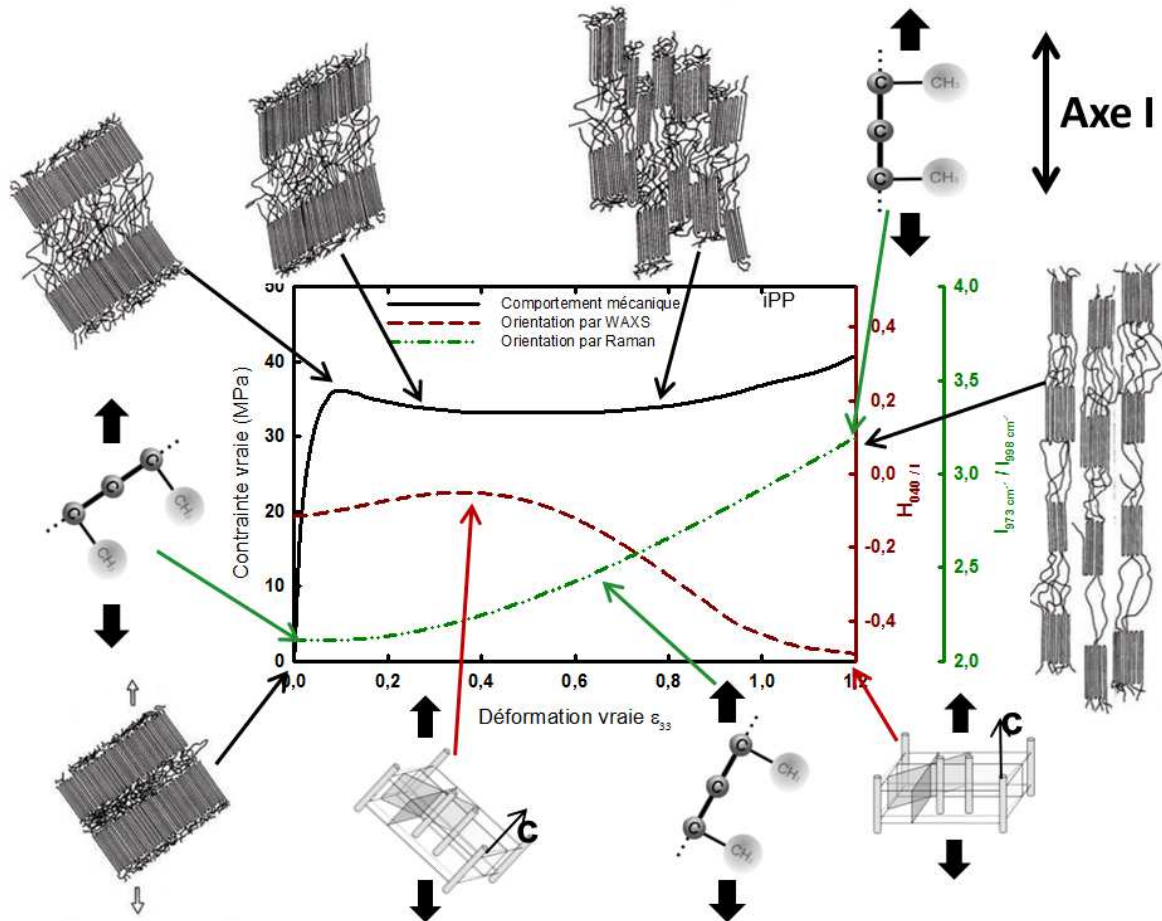 CH₃
C
C
CH₃
C
Axe I
50
Comportement mécanique
iPP
4,0
Orientation par WAXS
0,4
Orientation par Raman
40
3,5
0,2
C
C
CH₃
C
CH₃
Contrainte vraie (MPa)
30
0,0
3,0
H₀₄₀ / I
I₉₇₃ cm⁻¹ / I₉₉₈ cm⁻¹
20
-0,2
2,5
10
-0,4
0
2,0
0,0
0,2
0,4
0,6
0,8
1,0
1,2
Déformation vraie ε₃₃
C
C
CH₃
C
C
CH₃
C